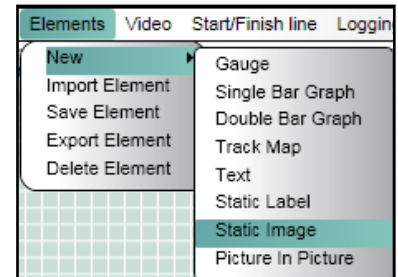 Elements Video Start/Finish line
New
Import Element
Save Element
Export Element
Delete Element
Gauge
Single Bar Graph
Double Bar Graph
Track Map
Text
Static Label
Static Image
Picture In Picture